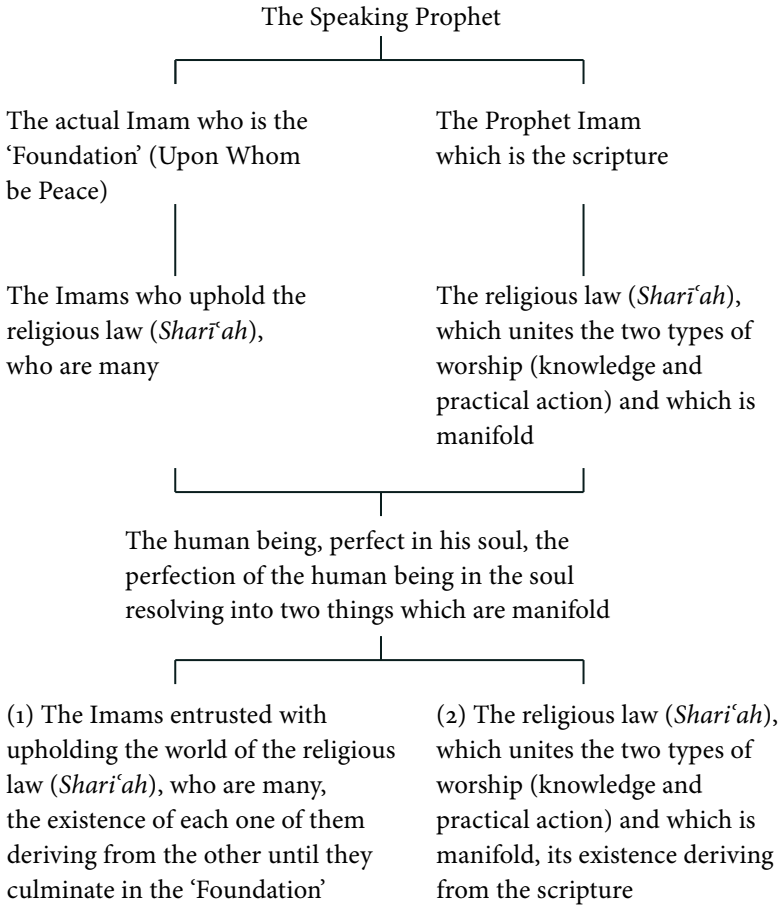 The Speaking Prophet
The actual Imam who is the
‘Foundation’ (Upon Whom
be Peace)
The Prophet Imam
which is the scripture
The Imams who uphold the
religious law (Sharīʿah),
who are many
The religious law (Sharīʿah),
which unites the two types of
worship (knowledge and
practical action) and which is
manifold
The human being, perfect in his soul, the
perfection of the human being in the soul
resolving into two things which are manifold
(1) The Imams entrusted with
upholding the world of the religious
law (Shariʿah), who are many,
the existence of each one of them
deriving from the other until they
culminate in the ‘Foundation’
(2) The religious law (Shariʿah),
which unites the two types of
worship (knowledge and
practical action) and which is
manifold, its existence deriving
from the scripture